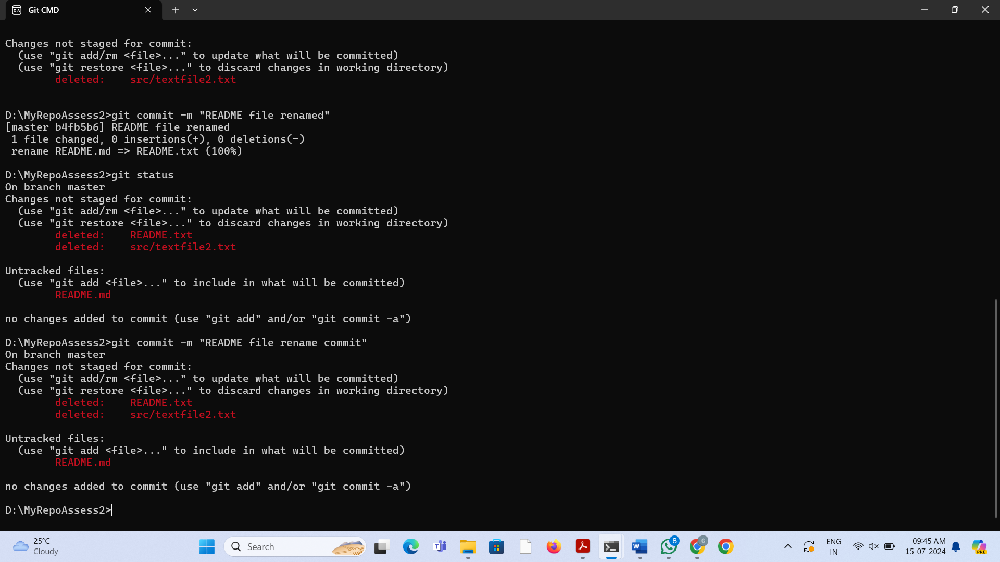 Git CMD
Changes not staged for commit:
  (use "git add/rm <file>..." to update what will be committed)
  (use "git restore <file>..." to discard changes in working directory)
        deleted:    src/textfile2.txt
D:\MyRepoAssess2>git commit -m "README file renamed"
[master b4fb5b6] README file renamed
 1 file changed, 0 insertions(+), 0 deletions(-)
 rename README.md => README.txt (100%)
D:\MyRepoAssess2>git status
On branch master
Changes not staged for commit:
  (use "git add/rm <file>..." to update what will be committed)
  (use "git restore <file>..." to discard changes in working directory)
        deleted:    README.txt
        deleted:    src/textfile2.txt
Untracked files:
  (use "git add <file>..." to include in what will be committed)
        README.md
no changes added to commit (use "git add" and/or "git commit -a")
D:\MyRepoAssess2>git commit -m "README file rename commit"
On branch master
Changes not staged for commit:
  (use "git add/rm <file>..." to update what will be committed)
  (use "git restore <file>..." to discard changes in working directory)
        deleted:    README.txt
        deleted:    src/textfile2.txt
Untracked files:
  (use "git add <file>..." to include in what will be committed)
        README.md
no changes added to commit (use "git add" and/or "git commit -a")
D:\MyRepoAssess2>
25°C
Cloudy
Search
8
G
ENG
IN
09:45 AM
15-07-2024
PRE